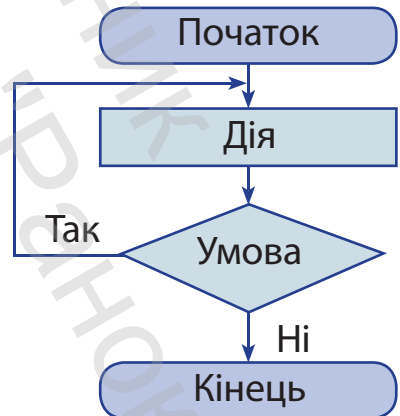 Початок
Дія
Так
Умова
Ні
Кінець